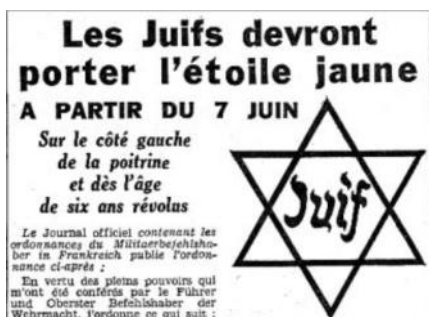 Les Juifs devront
porter l'étoile jaune
A PARTIR DU 7 JUIN
Sur le côté gauche
de la poitrine
et dès l'âge
de six ans révolus
Juif
Le Journal officiel contenant les
ordonnances du Militaerbefehlsha-
ber in Frankreich publie l'ordon-
nance ci-après :
En vertu des pleins pouvoirs qui
m'ont été conférés par le Führer
und Oberster Befehlshaber der
Wehrmacht, j'ordonne ce qui suit :